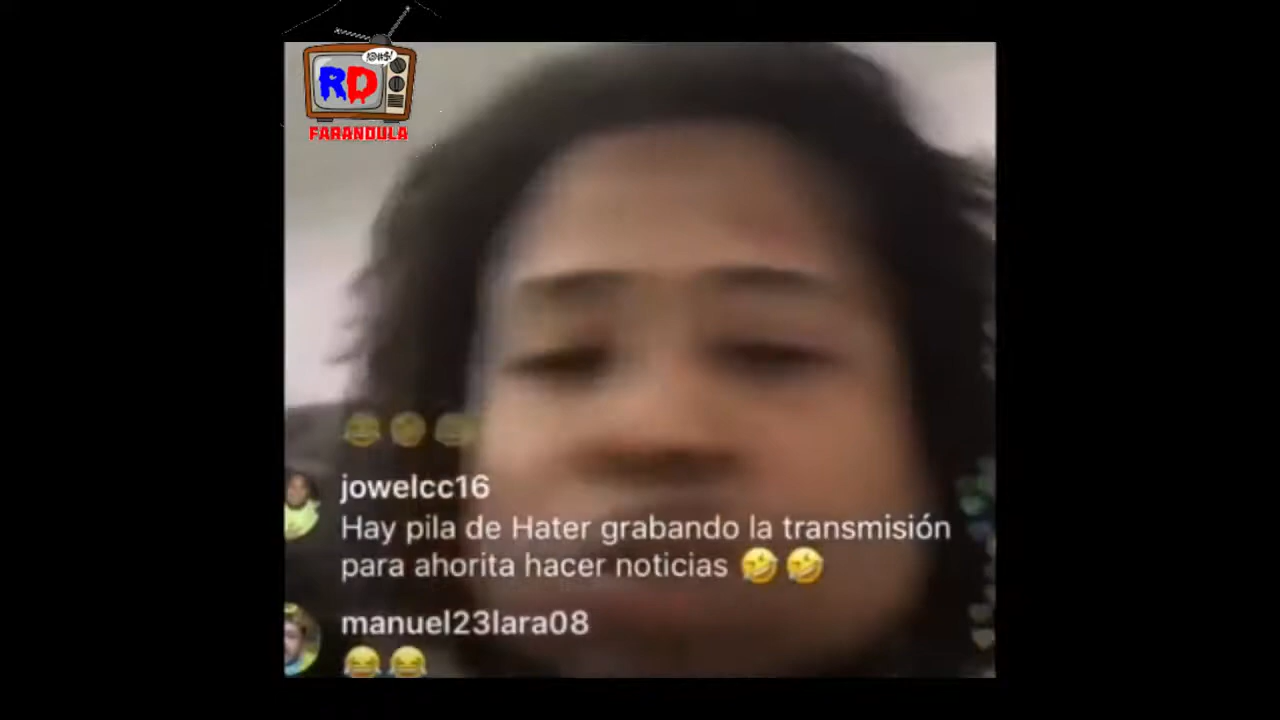 @#$!
RD
FARANDULA
jowelcc16
Hay pila de Hater grabando la transmisión
para ahorita hacer noticias 🤣🤣
manuel23lara08
😂😂